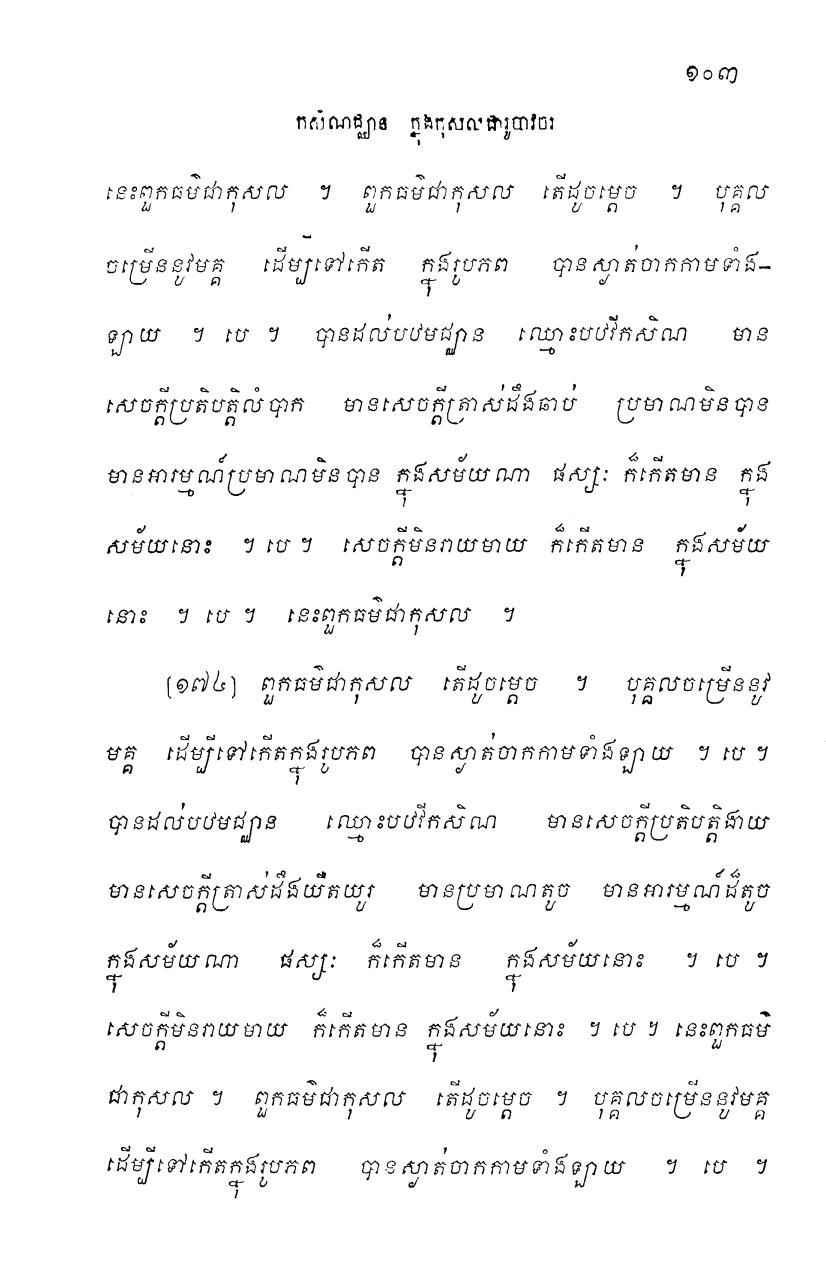 ១០៣
កសិណជ្ឈាន ក្នុងកុសលជារូបាវចរ
នេះពួកធម៌ជាកុសល ។ ពួកធម៌ជាកុសល តើដូចម្តេច ។ បុគ្គល
ចម្រើននូវមគ្គ ដើម្បីទៅកើត ក្នុងរូបភព បានស្ងាត់ចាកកាមទាំង-
ឡាយ ។ បេ ។ បានដល់បឋមជ្ឈាន ឈ្មោះបឋវីកសិណ មាន
សេចក្តីប្រតិបត្តិលំបាក មានសេចក្តីត្រាស់ដឹងឆាប់ ប្រមាណមិនបាន
មានអារម្មណ៍ប្រមាណមិនបាន ក្នុងសម័យណា ផស្សៈ ក៏កើតមាន ក្នុង
សម័យនោះ ។ បេ ។ សេចក្តីមិនរាយមាយ ក៏កើតមាន ក្នុងសម័យ
នោះ ។ បេ ។ នេះពួកធម៌ជាកុសល ។
[១៧៤] ពួកធម៌ជាកុសល តើដូចម្តេច ។ បុគ្គលចម្រើននូវ
មគ្គ ដើម្បីទៅកើតក្នុងរូបភព បានស្ងាត់ចាកកាមទាំងឡាយ ។ បេ ។
បានដល់បឋមជ្ឈាន ឈ្មោះបឋវីកសិណ មានសេចក្តីប្រតិបត្តិងាយ
មានសេចក្តីត្រាស់ដឹងយឺតយូរ មានប្រមាណតូច មានអារម្មណ៍ដ៏តូច
ក្នុងសម័យណា ផស្សៈ ក៏កើតមាន ក្នុងសម័យនោះ ។ បេ ។
សេចក្តីមិនរាយមាយ ក៏កើតមាន ក្នុងសម័យនោះ ។ បេ ។ នេះពួកធម៌
ជាកុសល ។ ពួកធម៌ជាកុសល តើដូចម្តេច ។ បុគ្គលចម្រើននូវមគ្គ
ដើម្បីទៅកើតក្នុងរូបភព បានស្ងាត់ចាកកាមទាំងឡាយ ។ បេ ។